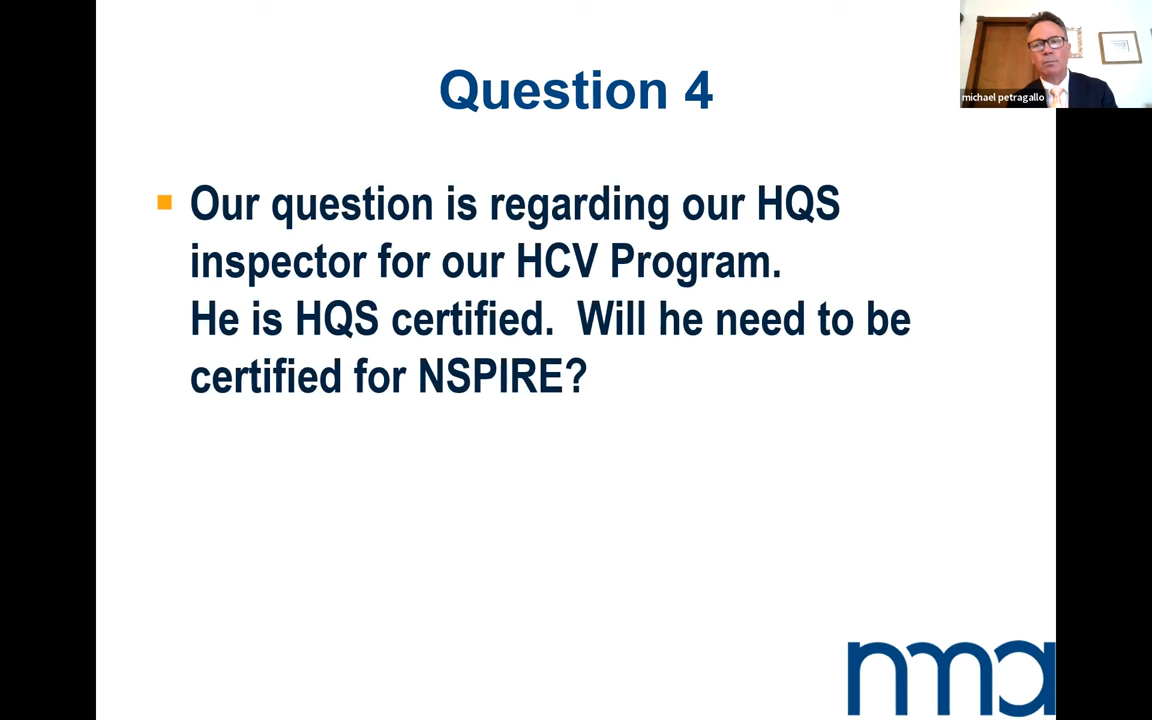 Question 4
michael petragallo
Our question is regarding our HQS
inspector for our HCV Program.
He is HQS certified.  Will he need to be
certified for NSPIRE?
nma